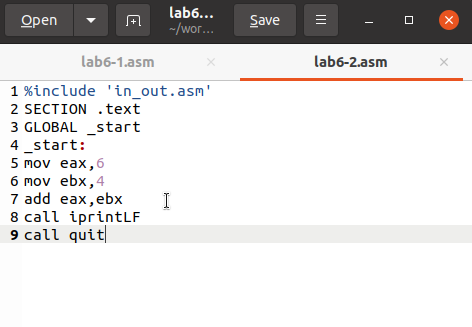 Open lab6... ~/wor... Save
lab6-1.asm lab6-2.asm
1 %include 'in_out.asm'
2 SECTION .text
3 GLOBAL _start
4 _start:
5 mov eax,6
6 mov ebx,4
7 add eax,ebx
8 call iprintLF
9 call quit